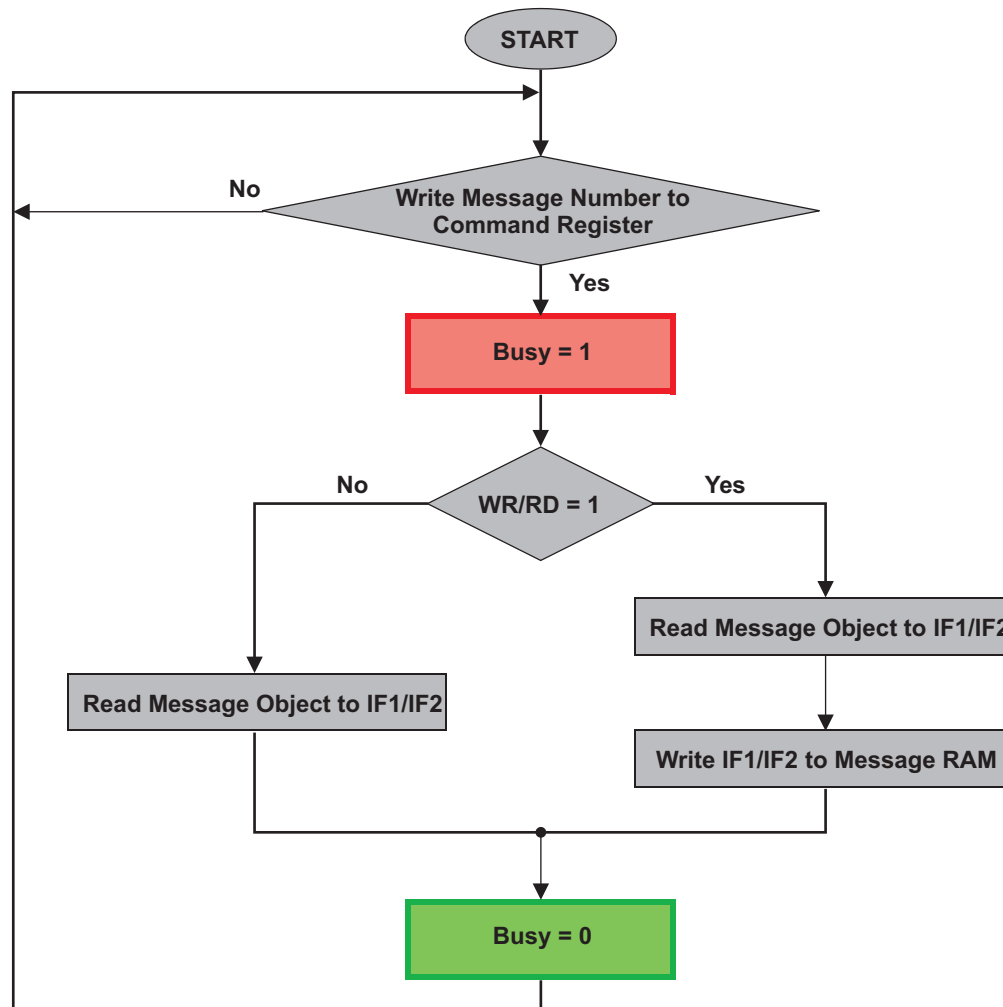 START
No
Write Message Number to
Command Register
Yes
Busy = 1
No
Yes
WR/RD = 1
Read Message Object to IF1/IF2
Read Message Object to IF1/IF2
Write IF1/IF2 to Message RAM
Busy = 0